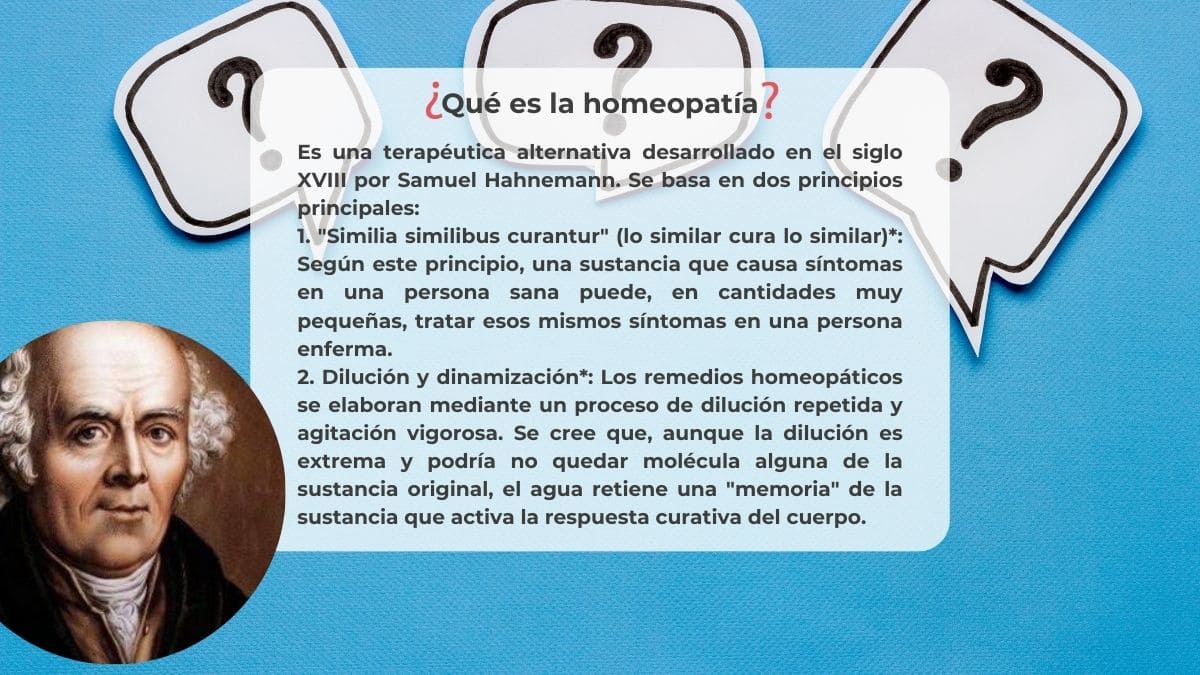 ¿Qué es la homeopatía?
Es una terapéutica alternativa desarrollado en el siglo
XVIII por Samuel Hahnemann. Se basa en dos principios
principales:
1. "Similia similibus curantur" (lo similar cura lo similar)*:
Según este principio, una sustancia que causa síntomas
en una persona sana puede, en cantidades muy
pequeñas, tratar esos mismos síntomas en una persona
enferma.
2. Dilución y dinamización*: Los remedios homeopáticos
se elaboran mediante un proceso de dilución repetida y
agitación vigorosa. Se cree que, aunque la dilución es
extrema y podría no quedar molécula alguna de la
sustancia original, el agua retiene una "memoria" de la
sustancia que activa la respuesta curativa del cuerpo.